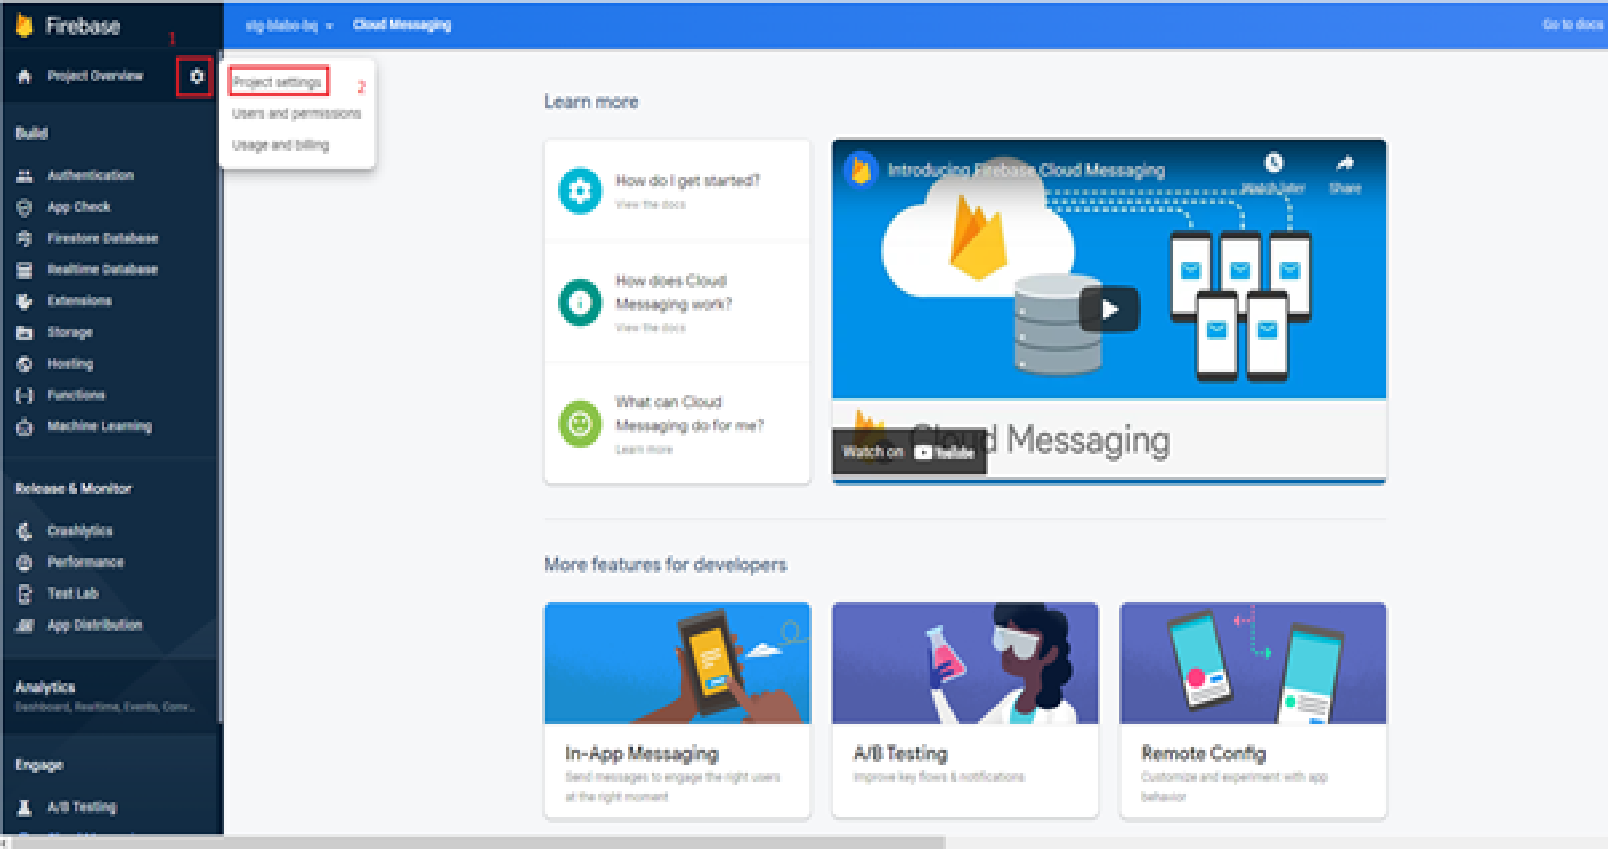 Firebase
1
Project Overview
Project settings
2
Users and permissions
Usage and billing
Cloud Messaging
Go to docs
Build
Authentication
App Check
Firestore Database
Realtime Database
Extensions
Storage
Hosting
Functions
Machine Learning
Release & Monitor
Crashlytics
Performance
Test Lab
App Distribution
Analytics
Dashboard, Realtime, Events, Conv...
Engage
A/B Testing
Learn more
How do I get started?
View the docs
How does Cloud
Messaging work?
View the docs
What can Cloud
Messaging do for me?
Learn more
Introducing Firebase Cloud Messaging
Watch later
Share
Cloud Messaging
Watch on YouTube
More features for developers
In-App Messaging
Send messages to engage the right users
at the right moment
A/B Testing
Improve key flows & notifications
Remote Config
Customize and experiment with app
behavior